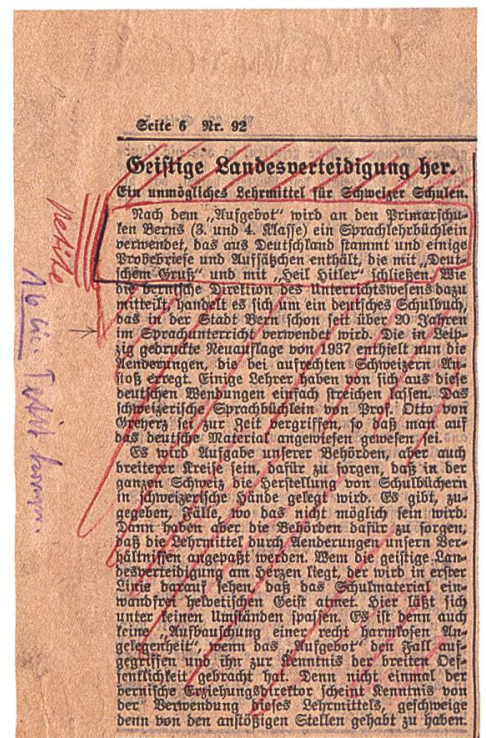 Seite 6 Nr. 92
Geistige Landesverteidigung her.
Ein unmögliches Lehrmittel für Schweizer Schulen.
Nach dem „Aufgebot“ wird an den Primarschu-
len Berns (3. und 4. Klasse) ein Sprachlehrbüchlein
verwendet, das aus Deutschland stammt und einige
Probebriefe und Aufsätzchen enthält, die mit „Deut-
schem Gruß“ und mit „Heil Hitler“ schließen. Wie
die bernische Direktion des Unterrichtswesens dazu
mitteilt, handelt es sich um ein deutsches Schulbuch,
das in der Stadt Bern schon seit über 20 Jahren
im Sprachunterricht verwendet wird. Die in Leip-
zig gedruckte Neuauflage von 1937 enthielt nun die
Aenderungen, die bei aufrechten Schweizern An-
stoß erregt. Einige Lehrer haben von sich aus diese
deutschen Wendungen einfach streichen lassen. Das
schweizerische Sprachbüchlein von Prof. Otto von
Greyerz sei zur Zeit vergriffen, so daß man auf
das deutsche Material angewiesen gewesen sei.
Es wird Aufgabe unserer Behörden, aber auch
breiterer Kreise sein, dafür zu sorgen, daß in der
ganzen Schweiz die Herstellung von Schulbüchern
in schweizerische Hände gelegt wird. Es gibt, zu-
gegeben, Fälle, wo das nicht möglich sein wird.
Dann haben aber die Behörden dafür zu sorgen,
daß die Lehrmittel durch Aenderungen unsern Ver-
hältnissen angepaßt werden. Wem die geistige Lan-
desverteidigung am Herzen liegt, der wird in erster
Linie darauf sehen, daß das Schulmaterial ein-
wandfrei helvetischen Geist atmet. Hier läßt sich
unter keinen Umständen spassen. Es ist denn auch
keine „Aufbauschung einer recht harmlosen An-
gelegenheit“, wenn das „Aufgebot“ den Fall auf-
gegriffen und ihn zur Kenntnis der breiten Oef-
fentlichkeit gebracht hat. Denn nicht einmal der
bernische Erziehungsdirektor scheint Kenntnis von
der Verwendung dieses Lehrmittels, geschweige
denn von den anstößigen Stellen gehabt zu haben.